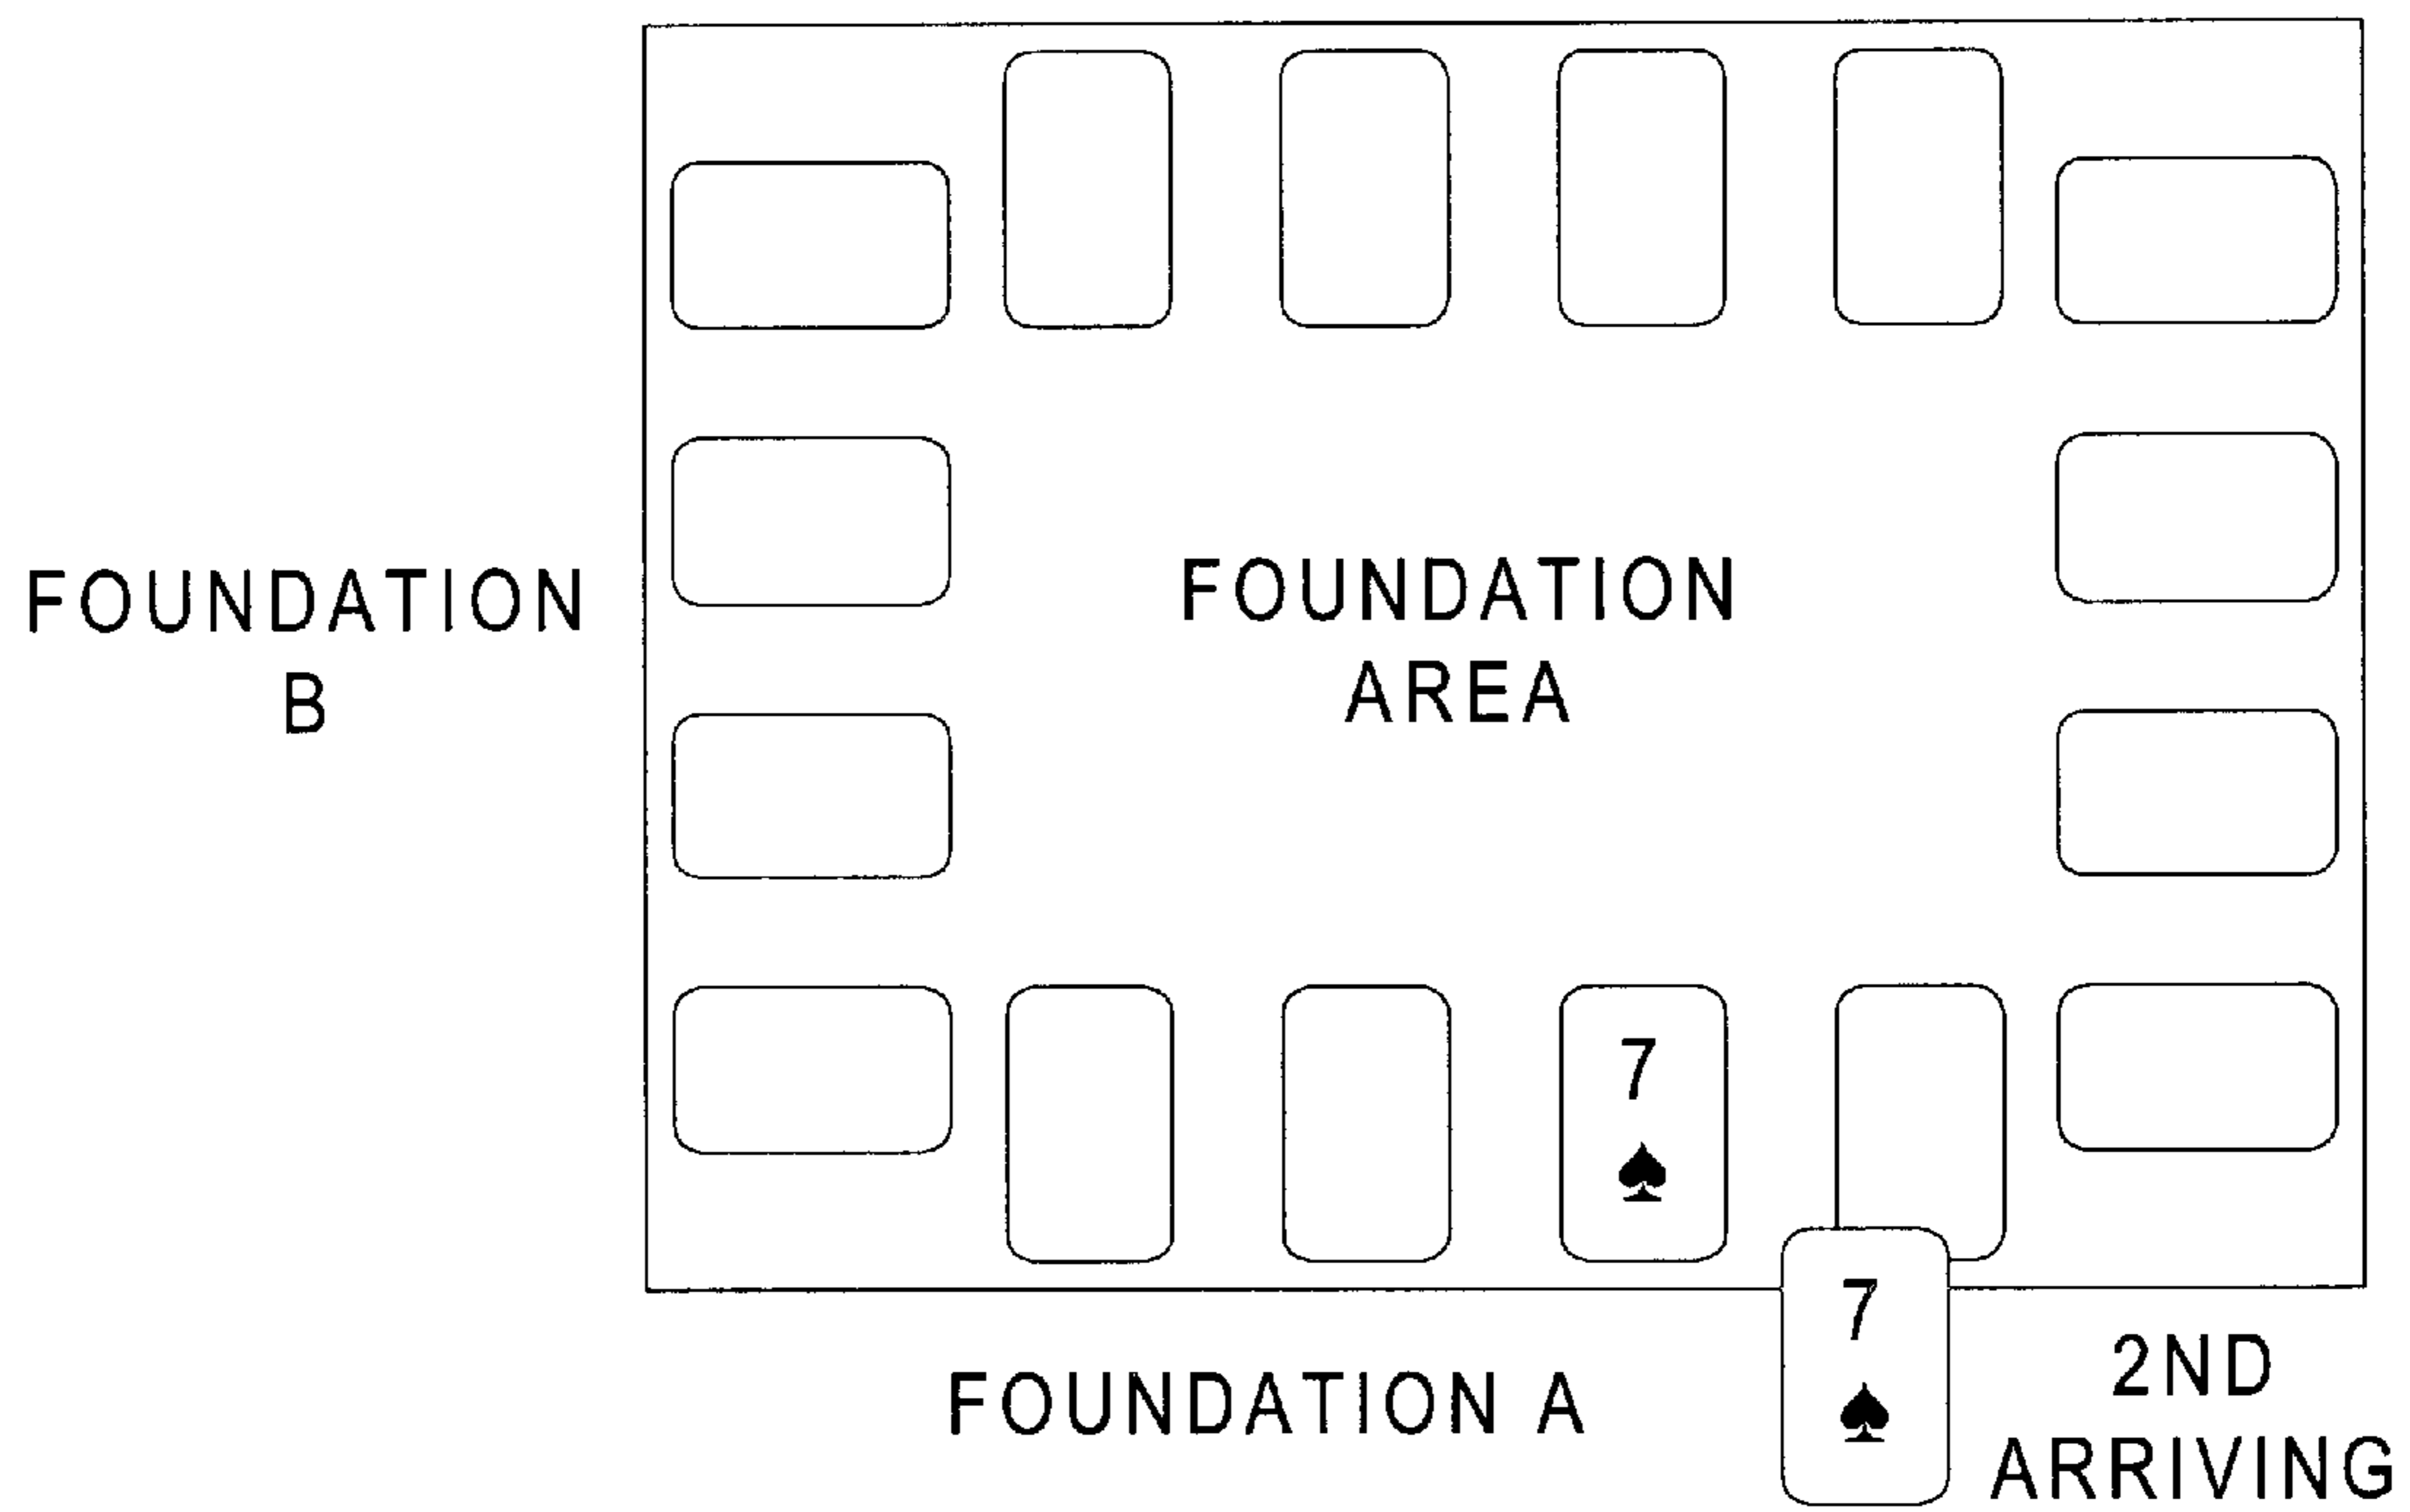 FOUNDATION
B
FOUNDATION
AREA
7
♠
7
♠
FOUNDATION A
2ND
ARRIVING